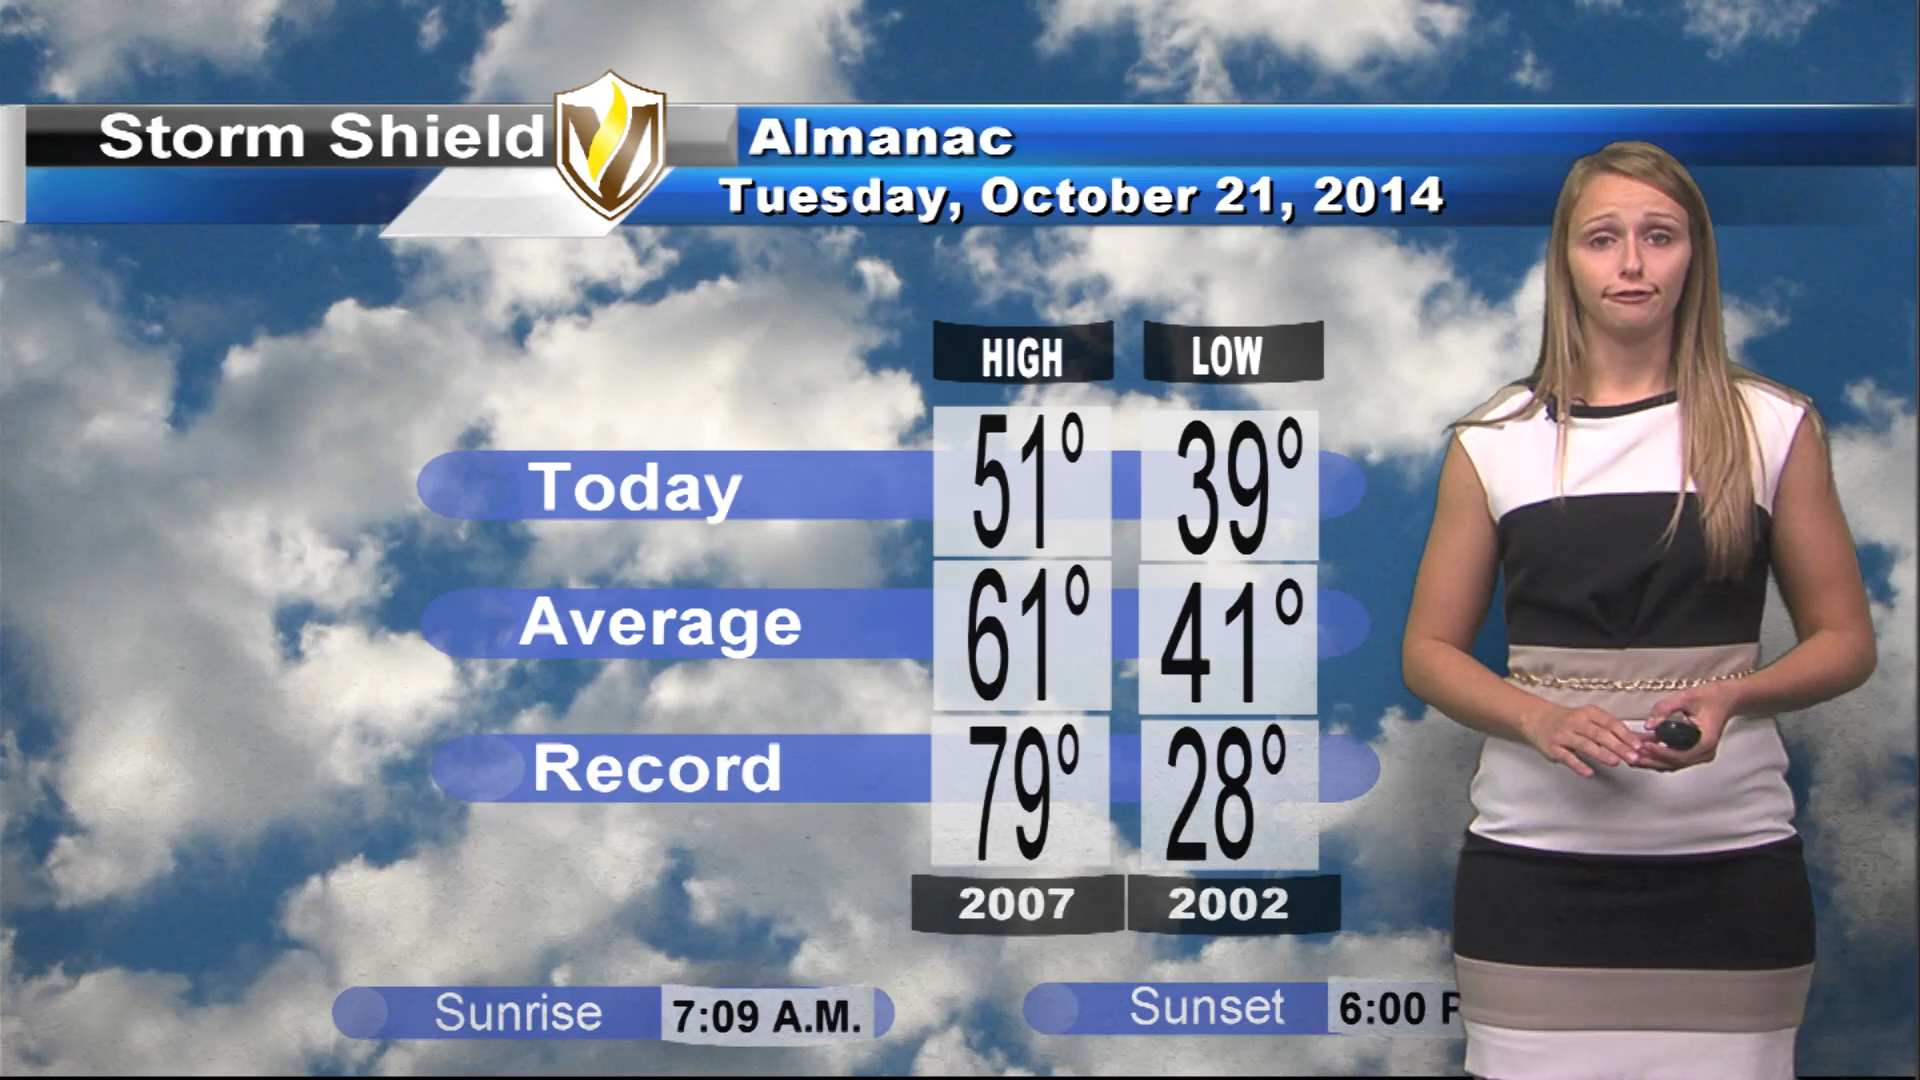 Storm Shield
Almanac
Tuesday, October 21, 2014
HIGH LOW
Today 51° 39°
Average 61° 41°
Record 79° 28°
2007 2002
Sunrise 7:09 A.M. Sunset 6:00 P